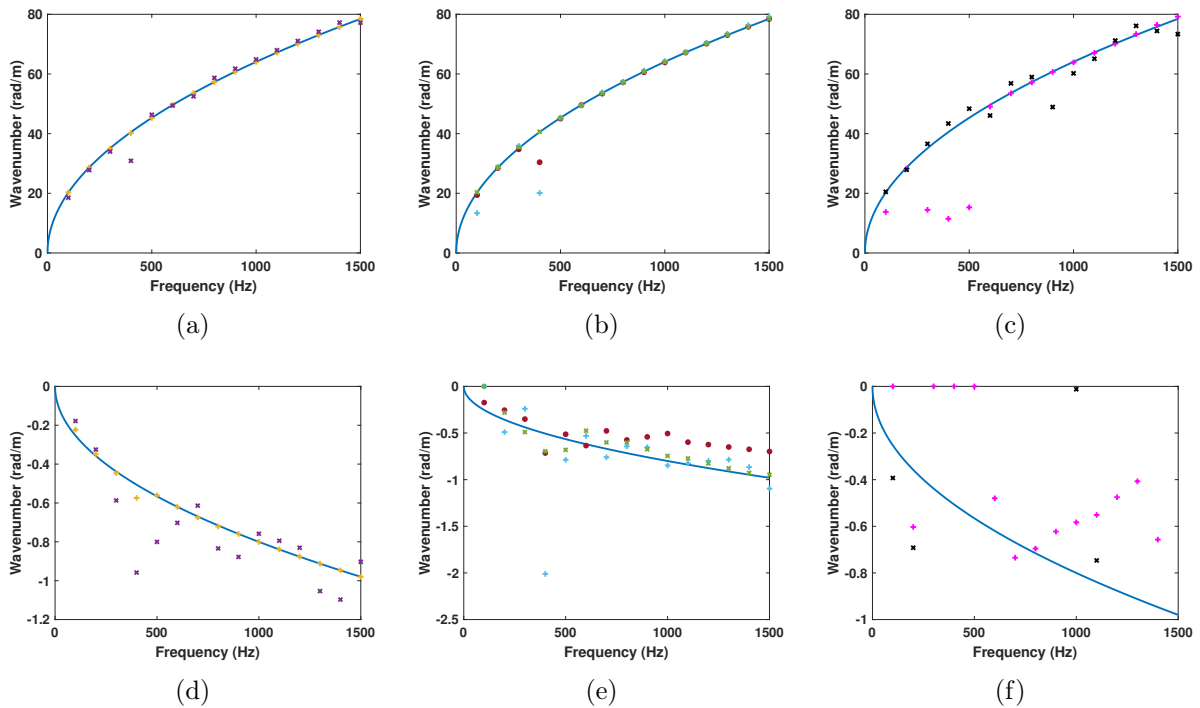 80
60
40
20
0
Wavenumber (rad/m)
0 500 1000 1500
Frequency (Hz)
(a)
80
60
40
20
0
Wavenumber (rad/m)
0 500 1000 1500
Frequency (Hz)
(b)
80
60
40
20
0
Wavenumber (rad/m)
0 500 1000 1500
Frequency (Hz)
(c)
0
-0.2
-0.4
-0.6
-0.8
-1
-1.2
Wavenumber (rad/m)
0 500 1000 1500
Frequency (Hz)
(d)
0
-0.5
-1
-1.5
-2
-2.5
Wavenumber (rad/m)
0 500 1000 1500
Frequency (Hz)
(e)
0
-0.2
-0.4
-0.6
-0.8
-1
Wavenumber (rad/m)
0 500 1000 1500
Frequency (Hz)
(f)